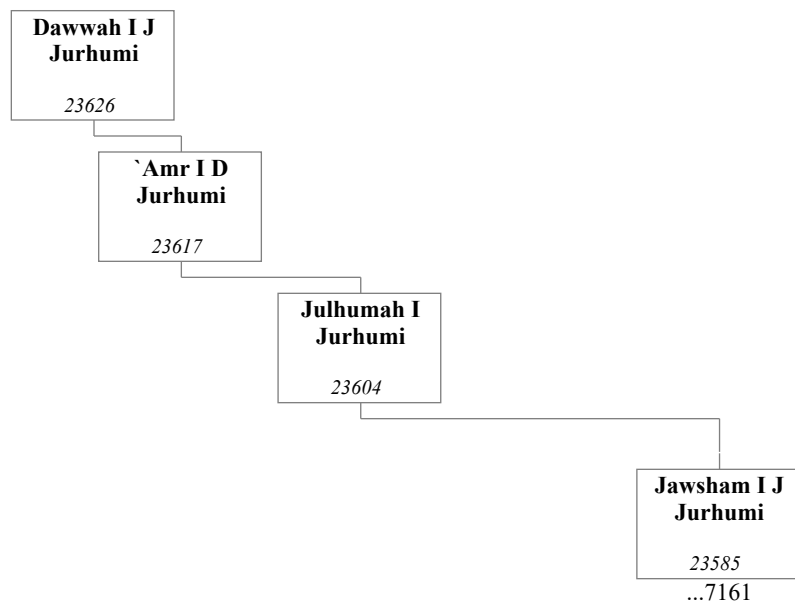 Dawwah I J
Jurhumi
23626
`Amr I D
Jurhumi
23617
Julhumah I
Jurhumi
23604
Jawsham I J
Jurhumi
23585
...7161